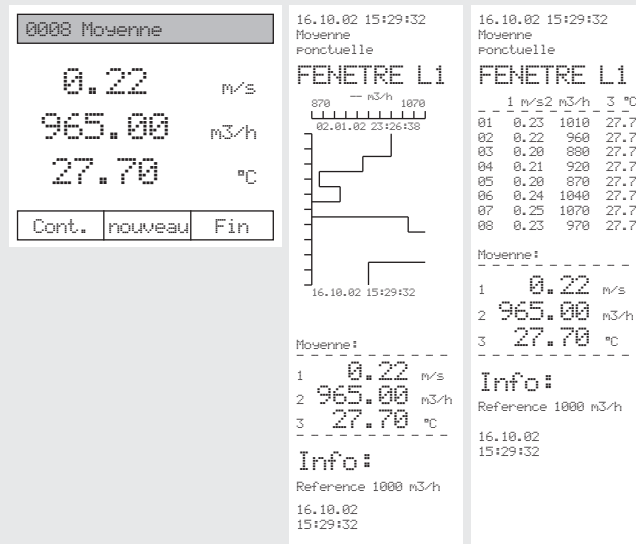 0008 Moyenne
0.22 m/s
965.00 m3/h
27.70 °C
Cont. nouveau Fin
16.10.02 15:29:32
Moyenne
ponctuelle
FENETRE L1
-- m3/h
870 1070
02.01.02 23:26:38
16.10.02 15:29:32
Moyenne:
1 0.22 m/s
2 965.00 m3/h
3 27.70 °C
Info:
Reference 1000 m3/h
16.10.02
15:29:32
16.10.02 15:29:32
Moyenne
ponctuelle
FENETRE L1
1 m/s2 m3/h 3 °C
01 0.23 1010 27.7
02 0.22 960 27.7
03 0.20 880 27.7
04 0.21 920 27.7
05 0.20 870 27.7
06 0.24 1040 27.7
07 0.25 1070 27.7
08 0.23 970 27.7
Moyenne:
1 0.22 m/s
2 965.00 m3/h
3 27.70 °C
Info:
Reference 1000 m3/h
16.10.02
15:29:32